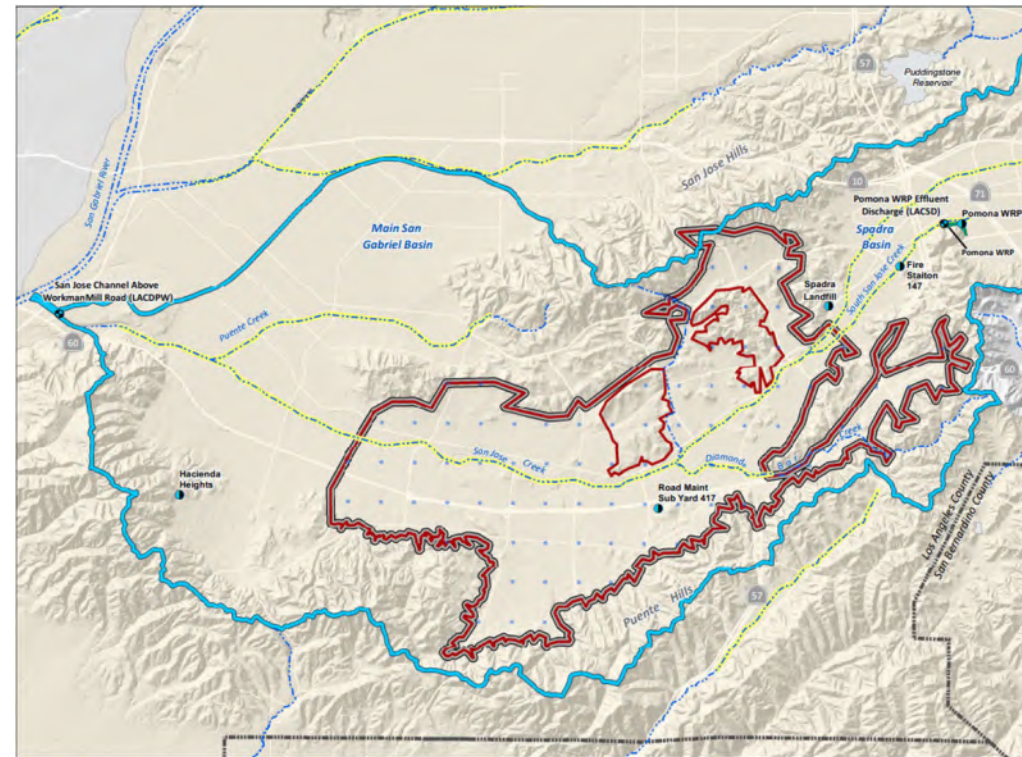 57
Puddingstone
Reservoir
San Gabriel River
San Jose Hills
10
71
Pomona WRP Effluent
Discharge (LACSD)
Pomona WRP
Pomona WRP
Main San
Gabriel Basin
Spadra
Basin
Fire
Staiton
147
South San Jose Creek
San Jose Channel Above
WorkmanMill Road (LACDPW)
Spadra
Landfill
Puente Creek
60
60
San Jose Creek
Diamond
Bar
Creek
Hacienda
Heights
Road Maint
Sub Yard 417
Los Angeles County
San Bernardino County
Puente Hills
57